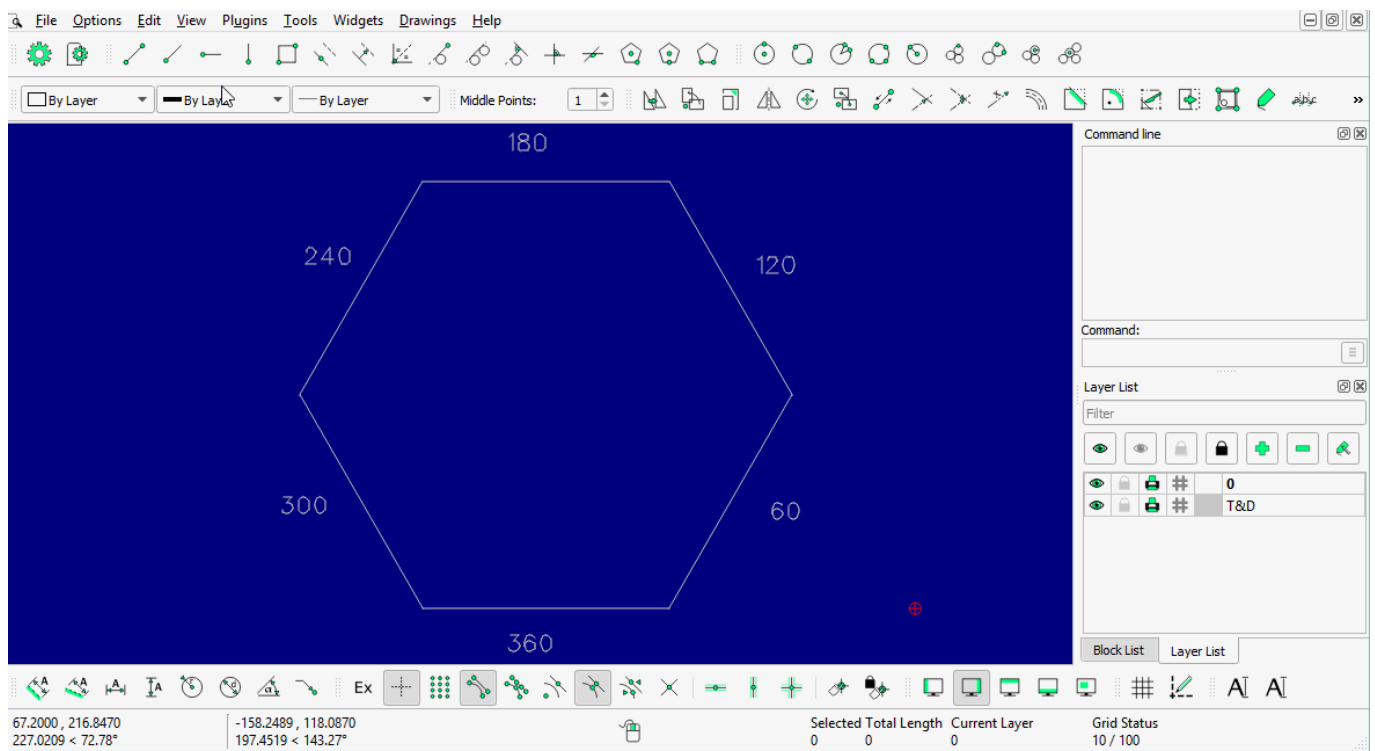 File Options Edit View Plugins Tools Widgets Drawings Help
By Layer By Layer By Layer Middle Points: 1
Command line
180
240
120
Command:
Layer List
Filter
0
T&D
300
60
360
Block List Layer List
Ex
67.2000 , 216.8470 -158.2489 , 118.0870 Selected Total Length Current Layer Grid Status
227.0209 < 72.78° 197.4519 < 143.27° 0 0 0 10 / 100